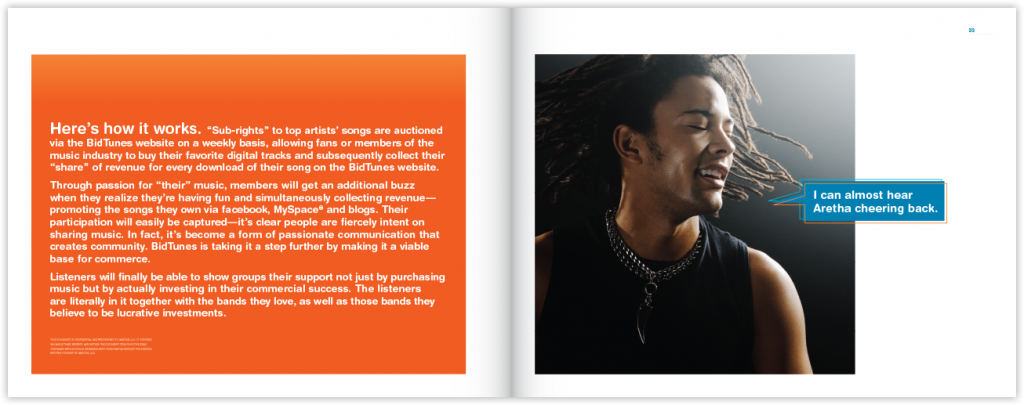 20
Here's how it works. “Sub-rights” to top artists’ songs are auctioned
via the BidTunes website on a weekly basis, allowing fans or members of the
music industry to buy their favorite digital tracks and subsequently collect their
“share” of revenue for every download of their song on the BidTunes website.
Through passion for “their” music, members will get an additional buzz
when they realize they’re having fun and simultaneously collecting revenue—
promoting the songs they own via facebook, MySpace® and blogs. Their
participation will easily be captured—it’s clear people are fiercely intent on
sharing music. In fact, it’s become a form of passionate communication that
creates community. BidTunes is taking it a step further by making it a viable
base for commerce.
Listeners will finally be able to show groups their support not just by purchasing
music but by actually investing in their commercial success. The listeners
are literally in it together with the bands they love, as well as those bands they
believe to be lucrative investments.
I can almost hear
Aretha cheering back.